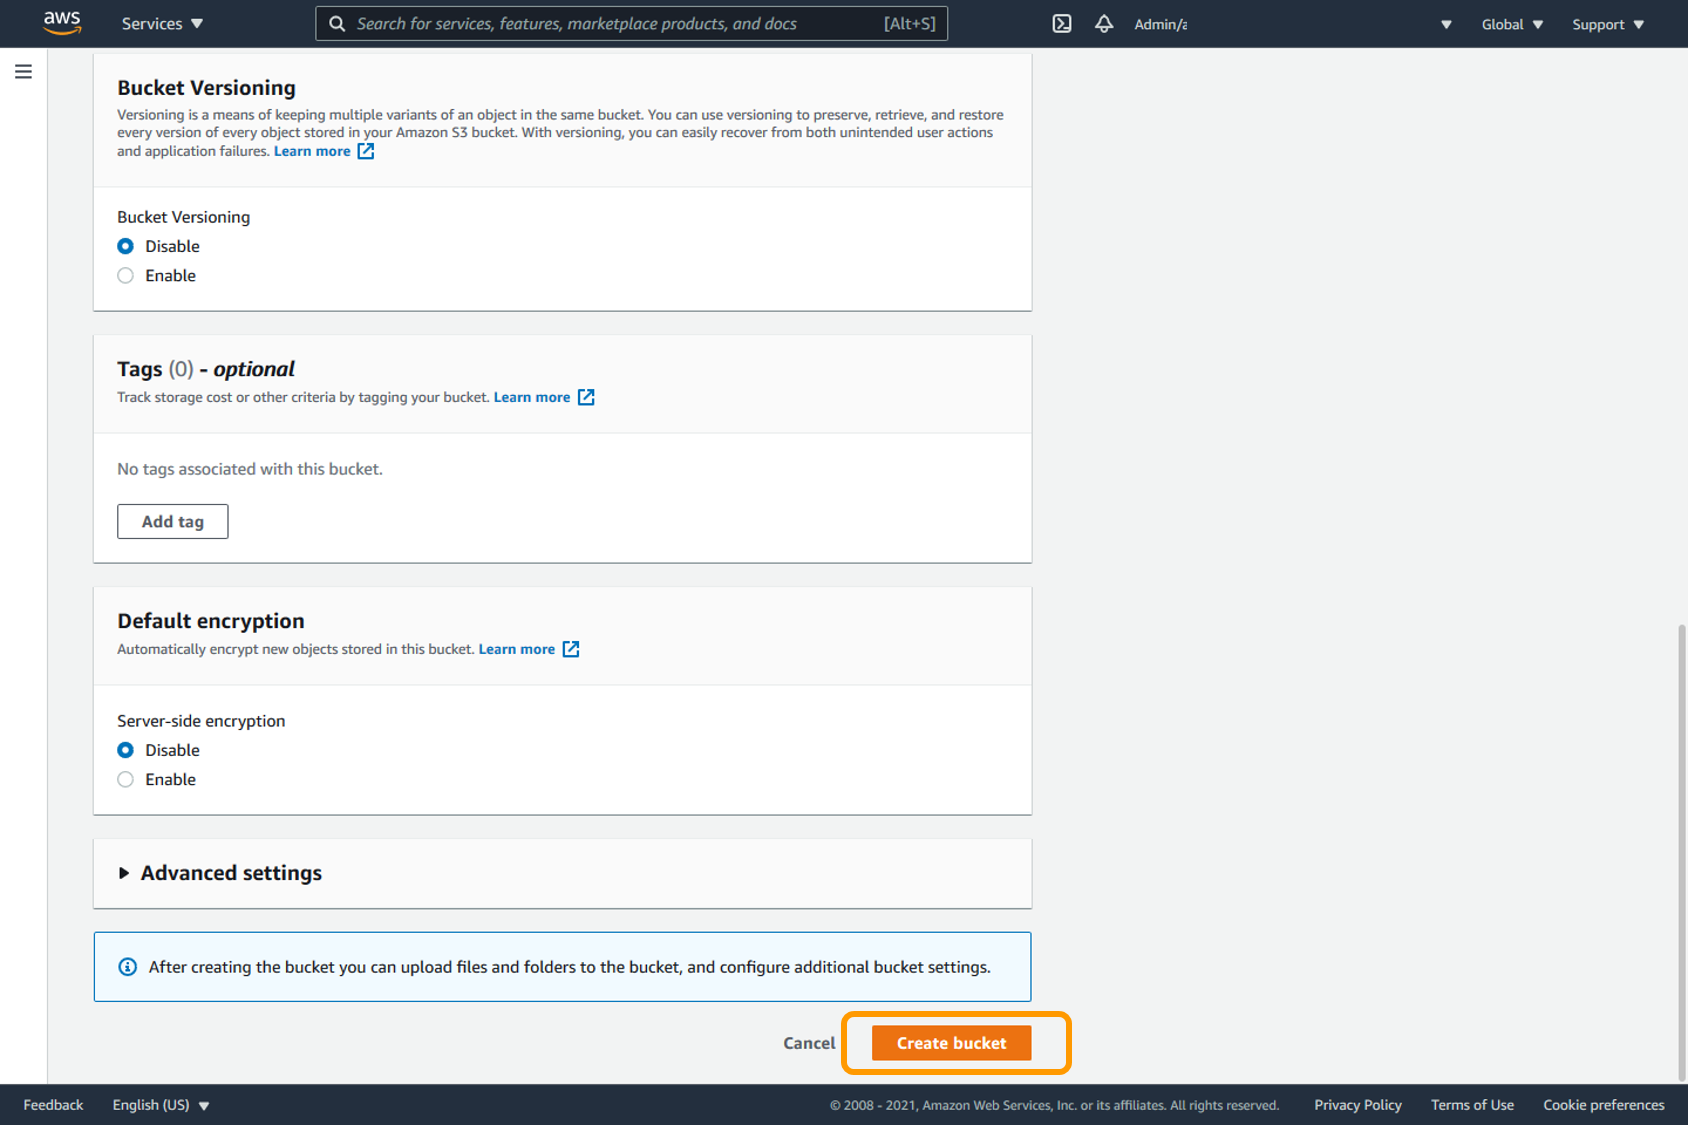 aws
Services
Search for services, features, marketplace products, and docs [Alt+S]
Admin/
Global
Support
Bucket Versioning
Versioning is a means of keeping multiple variants of an object in the same bucket. You can use versioning to preserve, retrieve, and restore
every version of every object stored in your Amazon S3 bucket. With versioning, you can easily recover from both unintended user actions
and application failures. Learn more
Bucket Versioning
Disable
Enable
Tags (0) - optional
Track storage cost or other criteria by tagging your bucket. Learn more
No tags associated with this bucket.
Add tag
Default encryption
Automatically encrypt new objects stored in this bucket. Learn more
Server-side encryption
Disable
Enable
Advanced settings
After creating the bucket you can upload files and folders to the bucket, and configure additional bucket settings.
Cancel
Create bucket
Feedback
English (US)
© 2008 - 2021, Amazon Web Services, Inc. or its affiliates. All rights reserved.
Privacy Policy
Terms of Use
Cookie preferences